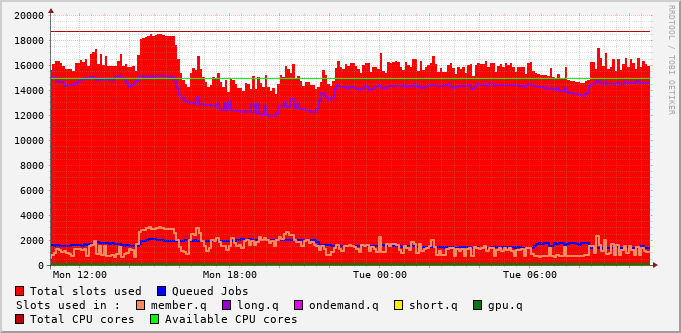 20000
18000
16000
14000
12000
10000
8000
6000
4000
2000
0
Mon 12:00 Mon 18:00 Tue 00:00 Tue 06:00
RRDTOOL / TOBI OETIKER
Total slots used Queued Jobs
Slots used in : member.q long.q ondemand.q short.q gpu.q
Total CPU cores Available CPU cores